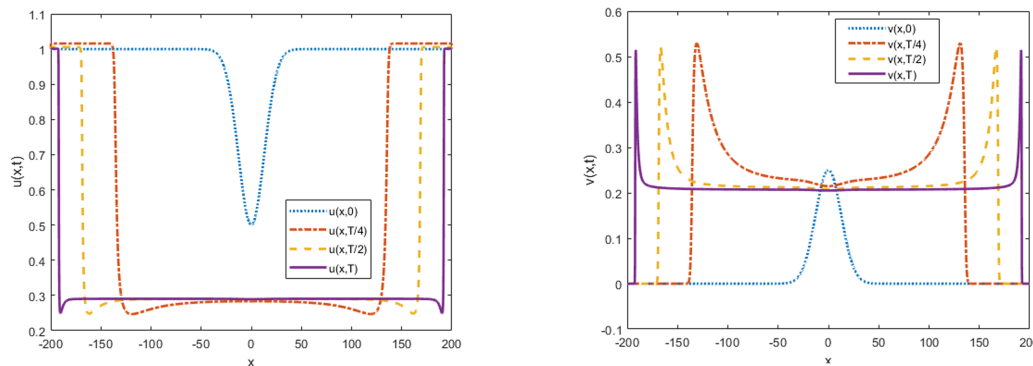 1.1
1
0.9
0.8
0.7
0.6
0.5
0.4
0.3
0.2
u(x,t)
u(x,0)
u(x,T/4)
u(x,T/2)
u(x,T)
-200 -150 -100 -50 0 50 100 150 200
x
0.6
0.5
0.4
0.3
0.2
0.1
0
-0.1
v(x,t)
v(x,0)
v(x,T/4)
v(x,T/2)
v(x,T)
-200 -150 -100 -50 0 50 100 150 20
x